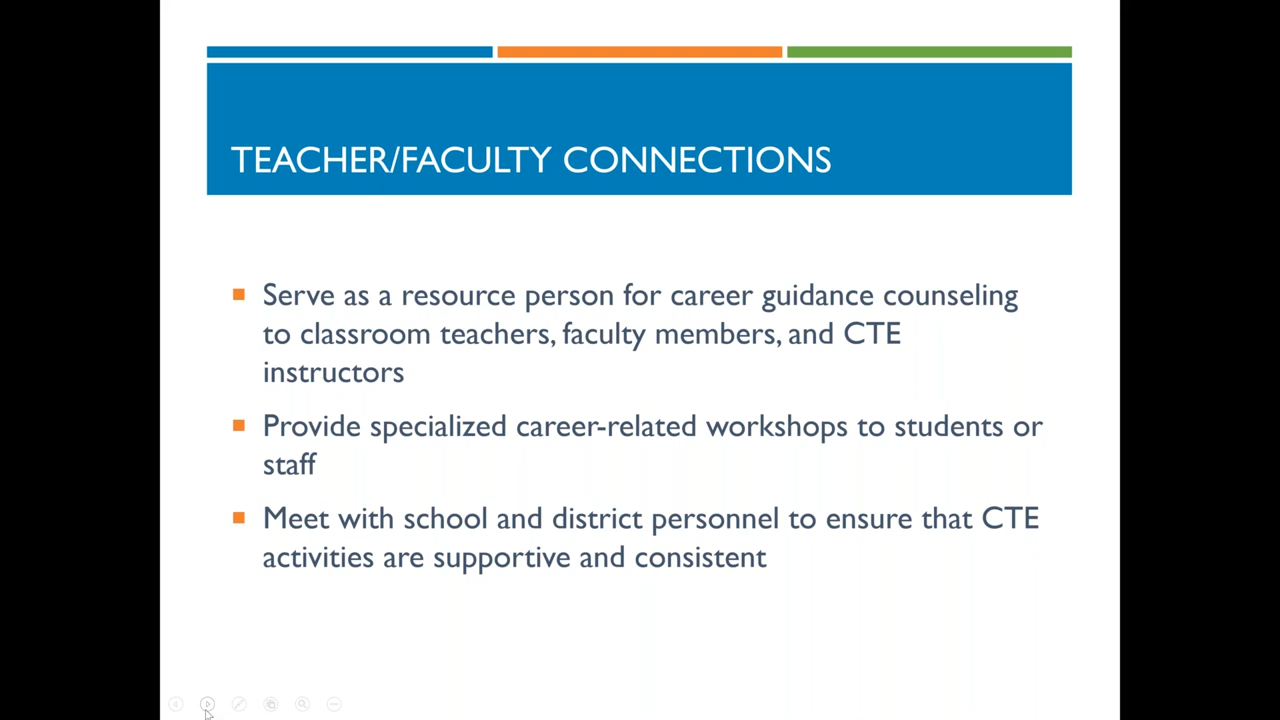 TEACHER/FACULTY CONNECTIONS
Serve as a resource person for career guidance counseling
to classroom teachers, faculty members, and CTE
instructors
Provide specialized career-related workshops to students or
staff
Meet with school and district personnel to ensure that CTE
activities are supportive and consistent